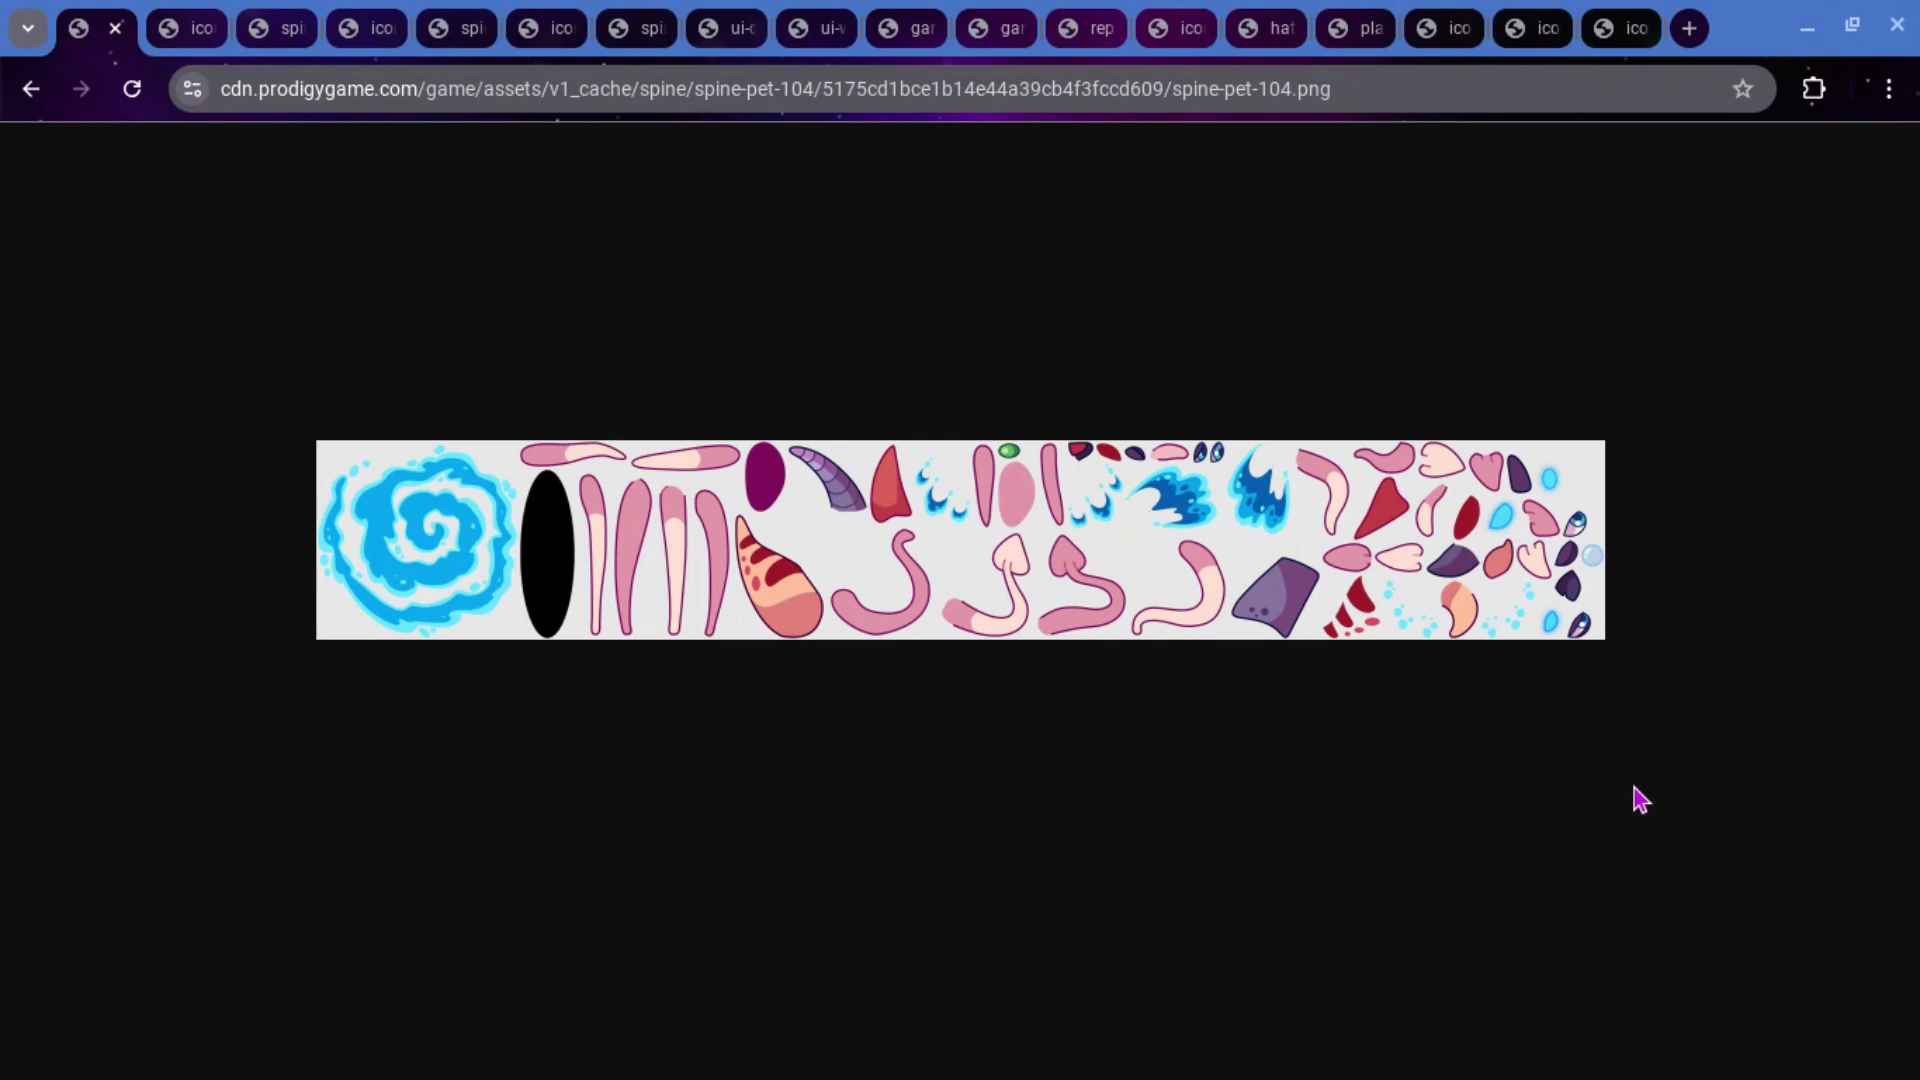 ico
spi
ico
spi
ico
spi
ui-c
ui-v
gar
gar
rep
ico
hat
pla
ico
ico
ico
cdn.prodigygame.com/game/assets/v1_cache/spine/spine-pet-104/5175cd1bce1b14e44a39cb4f3fccd609/spine-pet-104.png